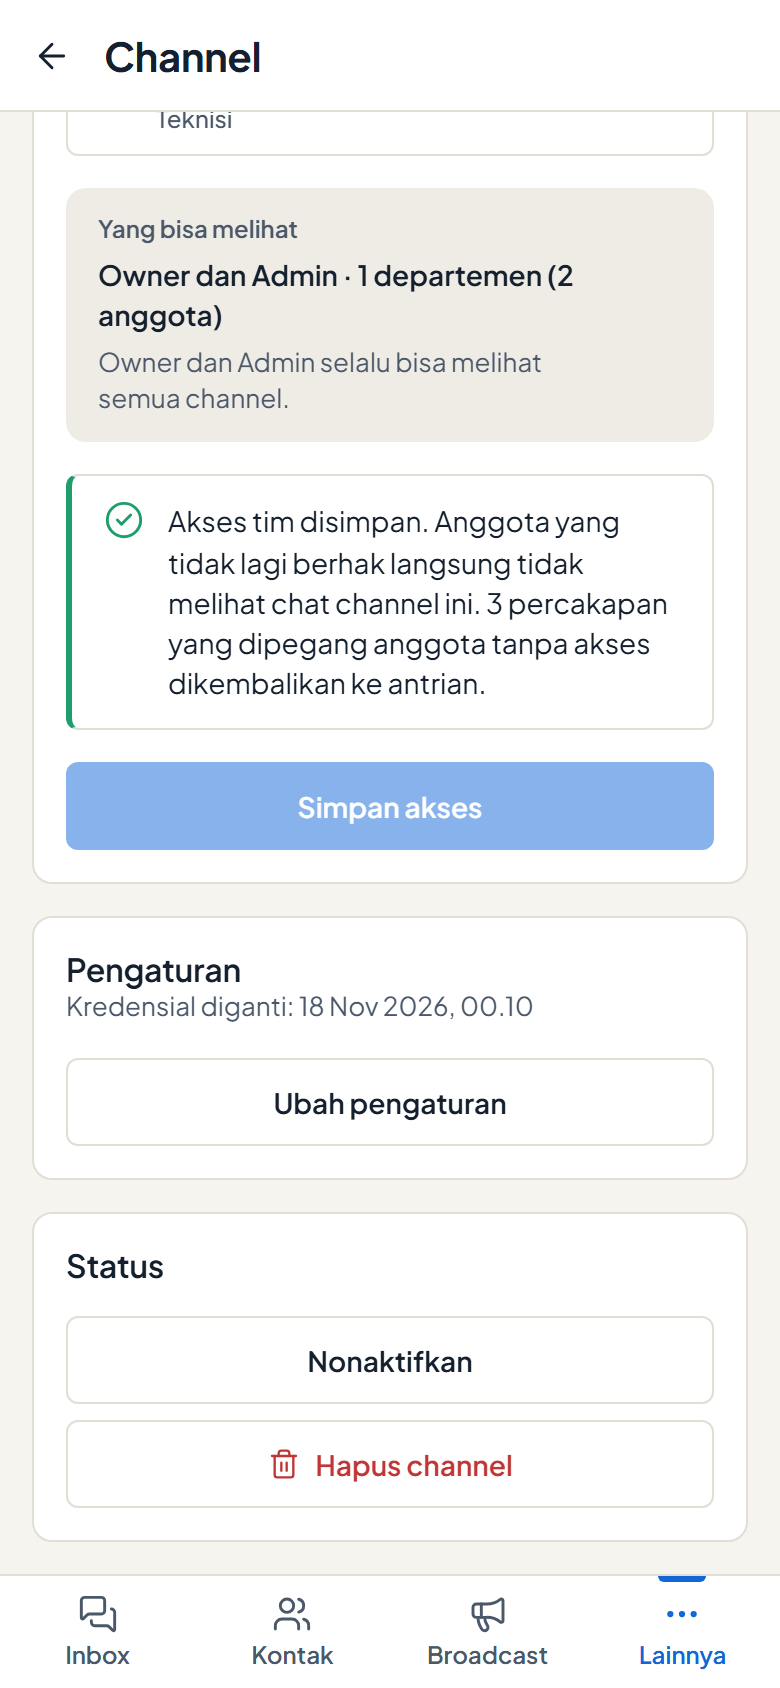 Channel
Teknisi
Yang bisa melihat
Owner dan Admin · 1 departemen (2
anggota)
Owner dan Admin selalu bisa melihat
semua channel.
Akses tim disimpan. Anggota yang
tidak lagi berhak langsung tidak
melihat chat channel ini. 3 percakapan
yang dipegang anggota tanpa akses
dikembalikan ke antrian.
Simpan akses
Pengaturan
Kredensial diganti: 18 Nov 2026, 00.10
Ubah pengaturan
Status
Nonaktifkan
Hapus channel
Inbox
Kontak
Broadcast
Lainnya